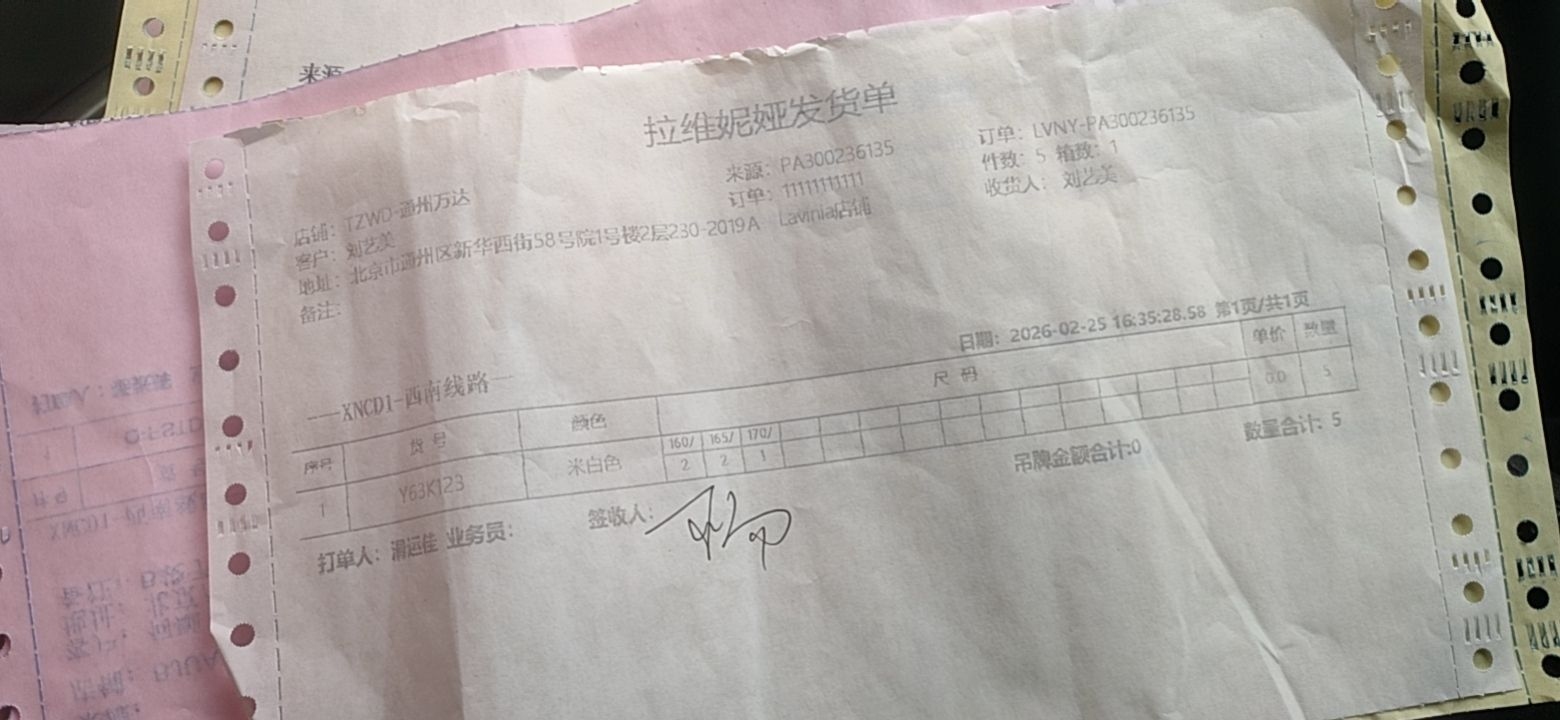 来源
拉维妮娅发货单
来源: PA300236135
订单: LVNY-PA300236135
店铺: TZWD-通州万达
订单: 11111111111
件数: 5 箱数: 1
客户: 刘艺美
收货人: 刘艺美
地址: 北京市通州区新华西街58号院1号楼2层230-2019A Lavinia店铺
备注:
日期: 2026-02-25 16:35:28.58 第1页/共1页
----XNCD1-西南线路---
序号 货号 颜色 尺码 单价 数量
160/ 165/ 170/
1 Y63K123 米白色 2 2 1 0.0 5
吊牌金额合计:0 数量合计: 5
打单人: 运佳 业务员: 签收人: